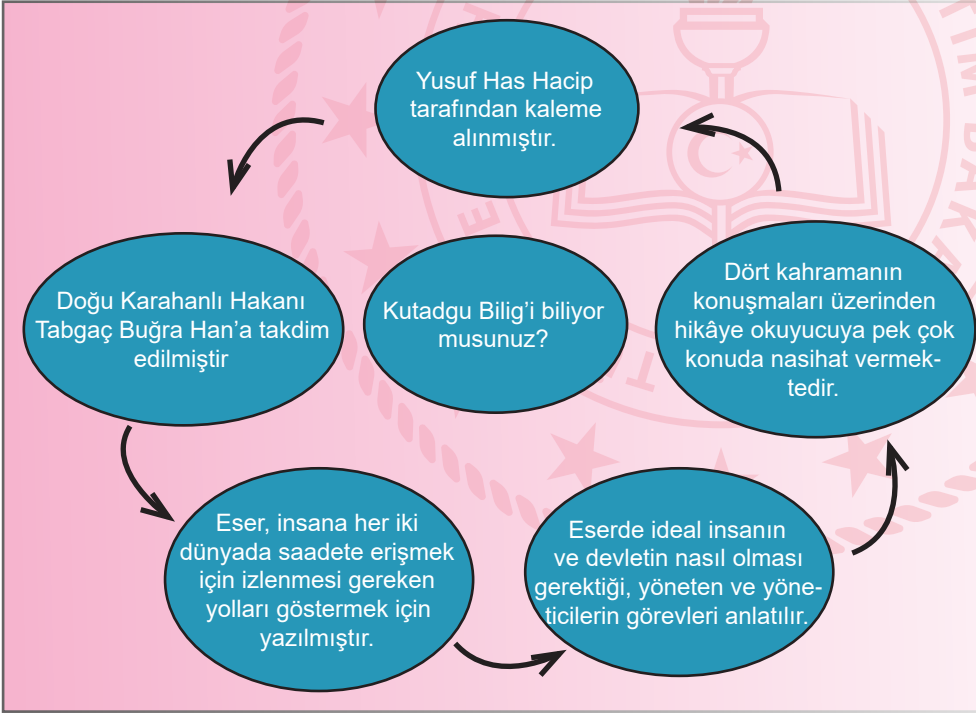 Yusuf Has Hacip
tarafından kaleme
alınmıştır.
Doğu Karahanlı Hakanı
Tabgaç Buğra Han’a takdim
edilmiştir
Kutadgu Bilig’i biliyor
musunuz?
Dört kahramanın
konuşmaları üzerinden
hikâye okuyucuya pek çok
konuda nasihat vermek-
tedir.
Eser, insana her iki
dünyada saadete erişmek
için izlenmesi gereken
yolları göstermek için
yazılmıştır.
Eserde ideal insanın
ve devletin nasıl olması
gerektiği, yöneten ve yöne-
ticilerin görevleri anlatılır.